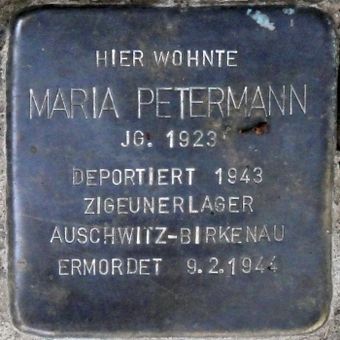 HIER WOHNTE
MARIA PETERMANN
JG. 1923
DEPORTIERT 1943
ZIGEUNERLAGER
AUSCHWITZ-BIRKENAU
ERMORDET 9.2.1944